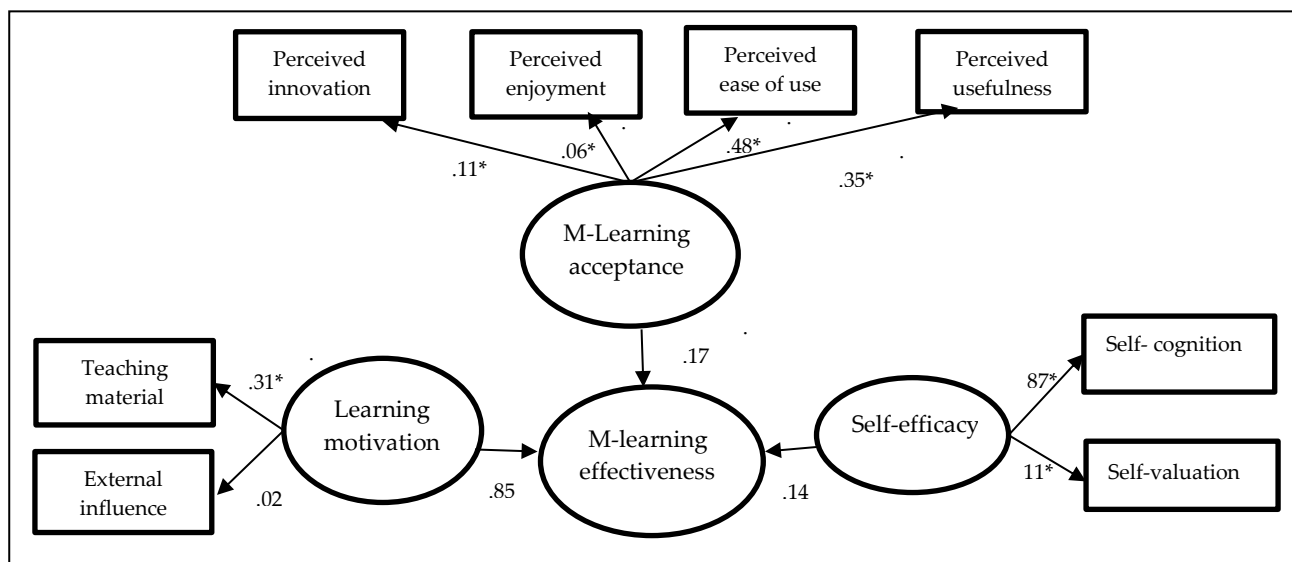 Perceived
innovation
Perceived
enjoyment
Perceived
ease of use
Perceived
usefulness
.11*
.06*
.48*
.35*
M-Learning
acceptance
.17
Teaching
material
.31*
External
influence
.02
Learning
motivation
.85
M-learning
effectiveness
.14
Self-efficacy
87*
Self- cognition
11*
Self-valuation